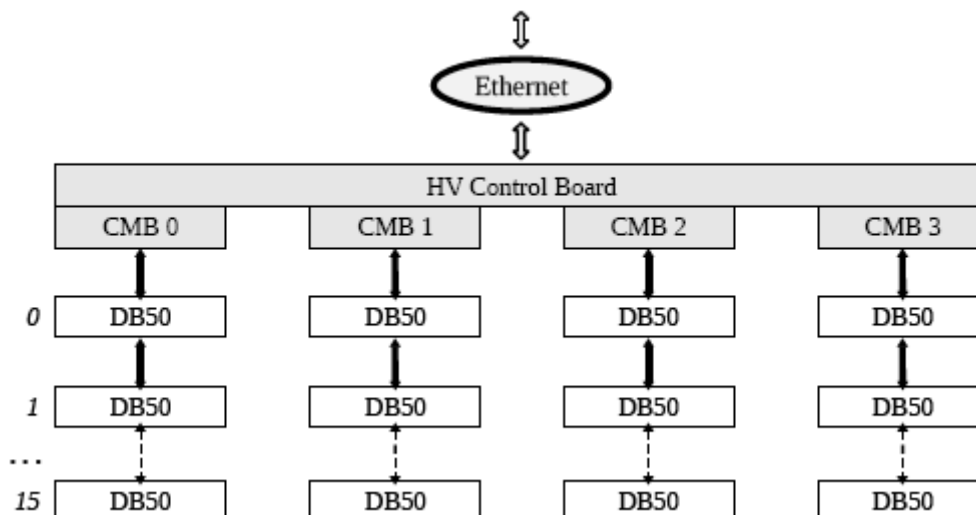 Ethernet
HV Control Board
CMB 0 CMB 1 CMB 2 CMB 3
0 DB50 DB50 DB50 DB50
1 DB50 DB50 DB50 DB50
...
15 DB50 DB50 DB50 DB50